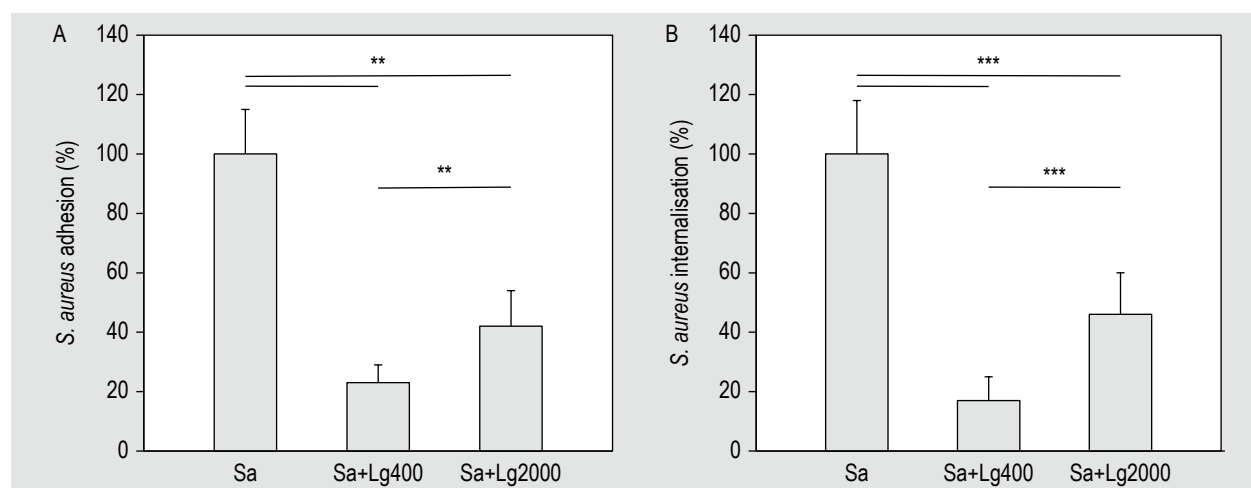 A
S. aureus adhesion (%)
140
120
100
80
60
40
20
0
**
**
Sa
Sa+Lg400
Sa+Lg2000
B
S. aureus internalisation (%)
140
120
100
80
60
40
20
0
***
***
Sa
Sa+Lg400
Sa+Lg2000